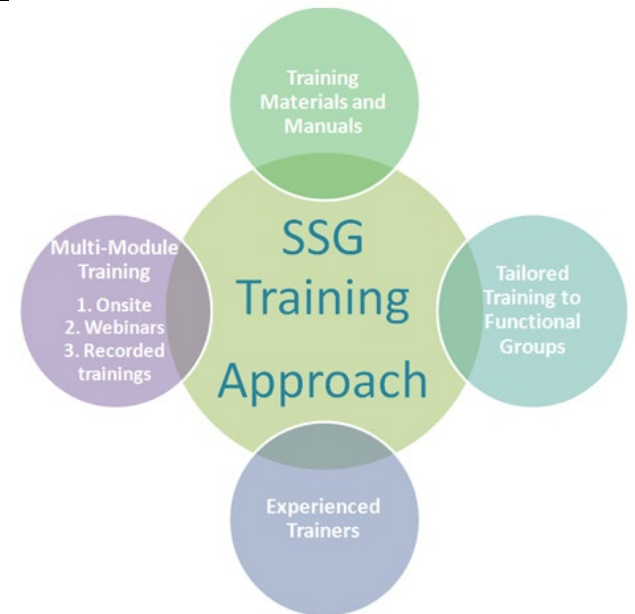 Training
Materials and
Manuals
SSG
Training
Approach
Multi-Module
Training
1. Onsite
2. Webinars
3. Recorded
trainings
Tailored
Training to
Functional
Groups
Experienced
Trainers